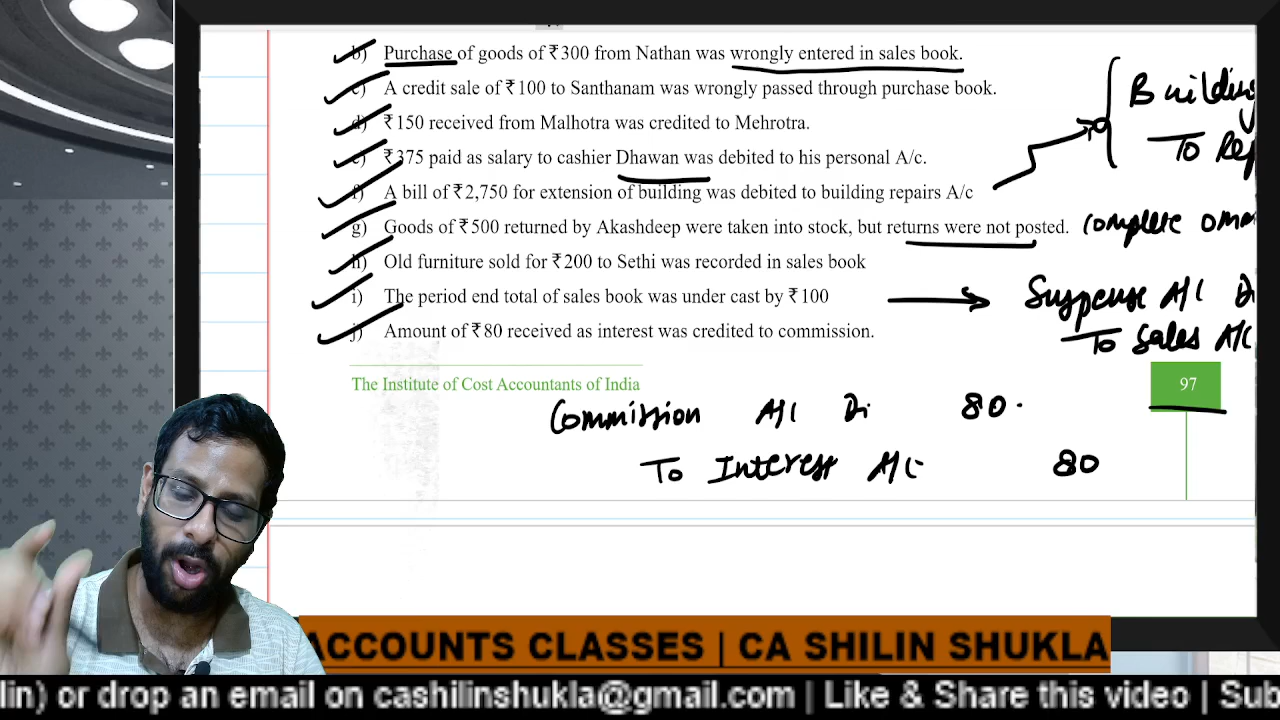 b) Purchase of goods of ₹300 from Nathan was wrongly entered in sales book.
c) A credit sale of ₹100 to Santhanam was wrongly passed through purchase book.
d) ₹150 received from Malhotra was credited to Mehrotra.
e) ₹375 paid as salary to cashier Dhawan was debited to his personal A/c.
f) A bill of ₹2,750 for extension of building was debited to building repairs A/c
g) Goods of ₹500 returned by Akashdeep were taken into stock, but returns were not posted.
h) Old furniture sold for ₹200 to Sethi was recorded in sales book
i) The period end total of sales book was under cast by ₹100
j) Amount of ₹80 received as interest was credited to commission.
Building
To Rep
Complete omm
Suspense A/C Dr
To Sales A/C
The Institute of Cost Accountants of India
97
Commission A/C Dr 80
To Interest A/C 80
ACCOUNTS CLASSES | CA SHILIN SHUKLA
lin) or drop an email on cashilinshukla@gmail.com | Like & Share this video | Sub